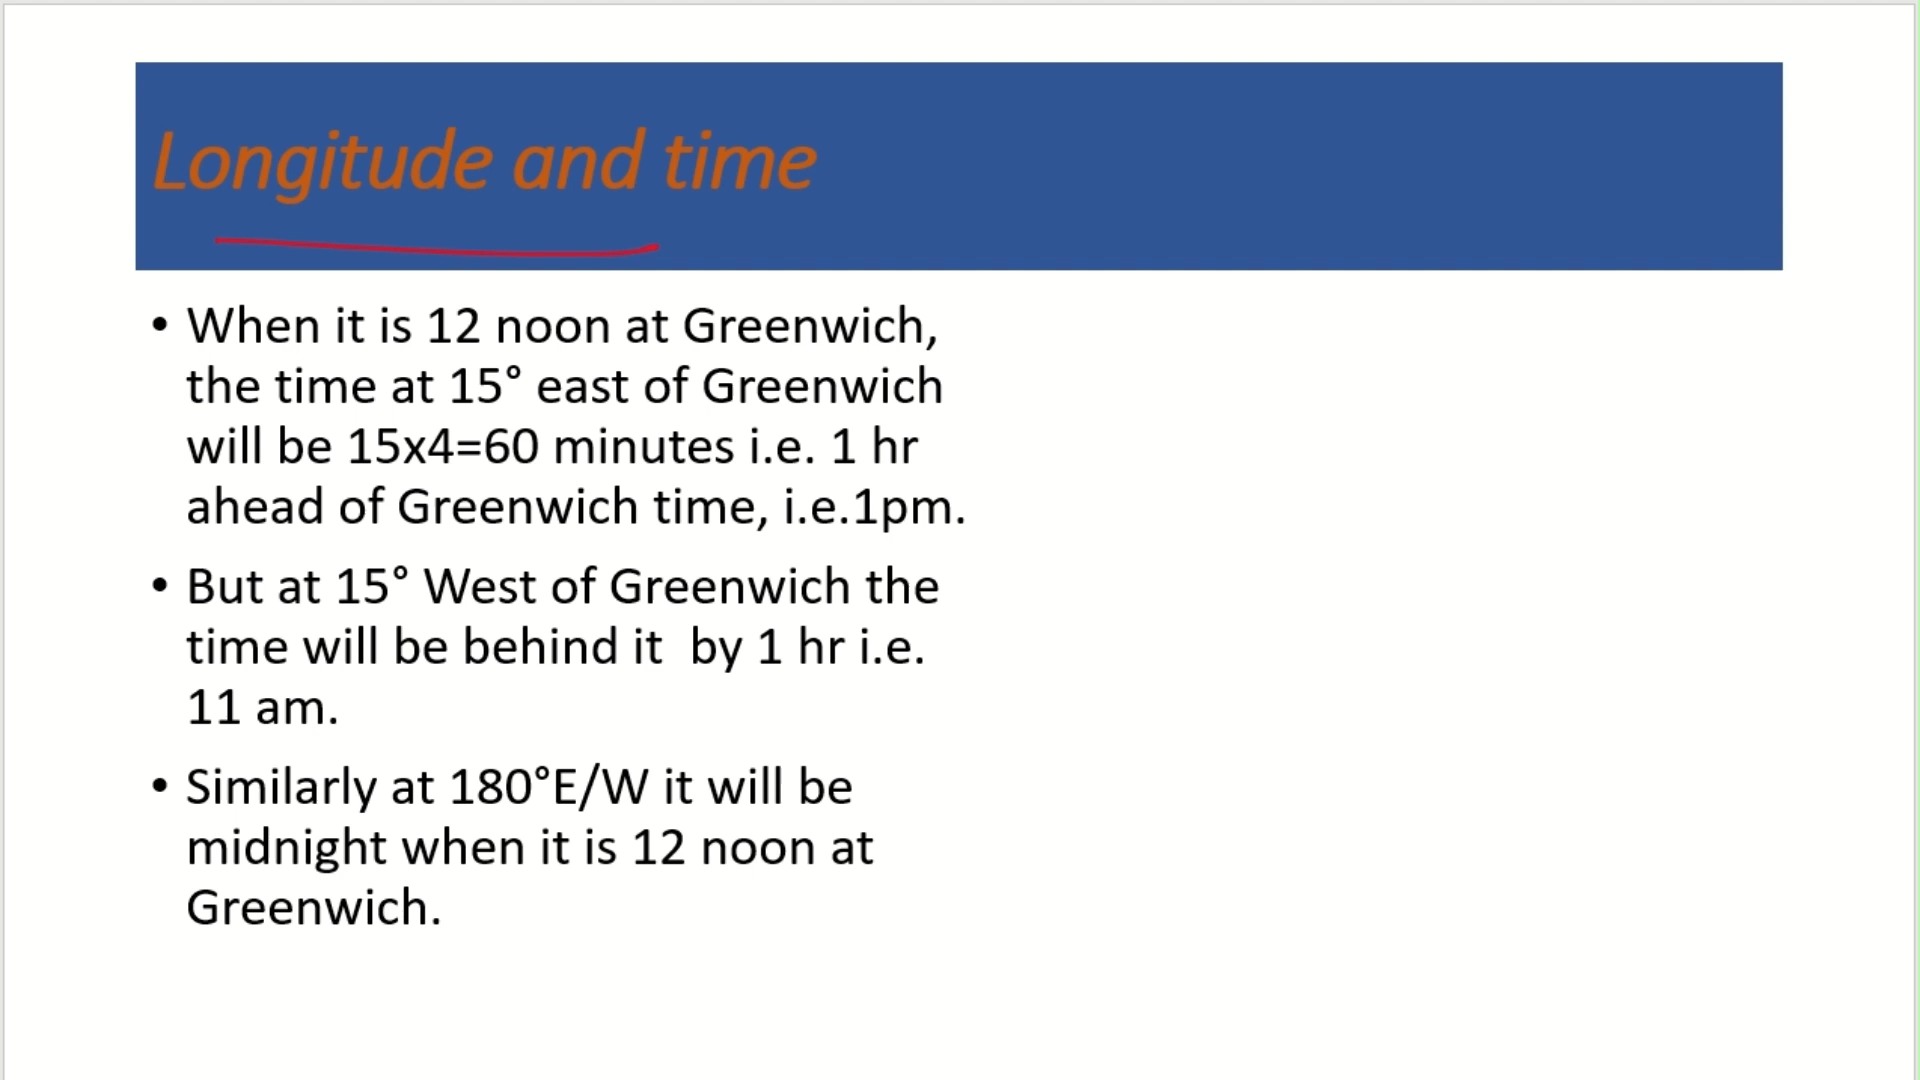 Longitude and time
• When it is 12 noon at Greenwich,
the time at 15° east of Greenwich
will be 15x4=60 minutes i.e. 1 hr
ahead of Greenwich time, i.e.1pm.
• But at 15° West of Greenwich the
time will be behind it  by 1 hr i.e.
11 am.
• Similarly at 180°E/W it will be
midnight when it is 12 noon at
Greenwich.